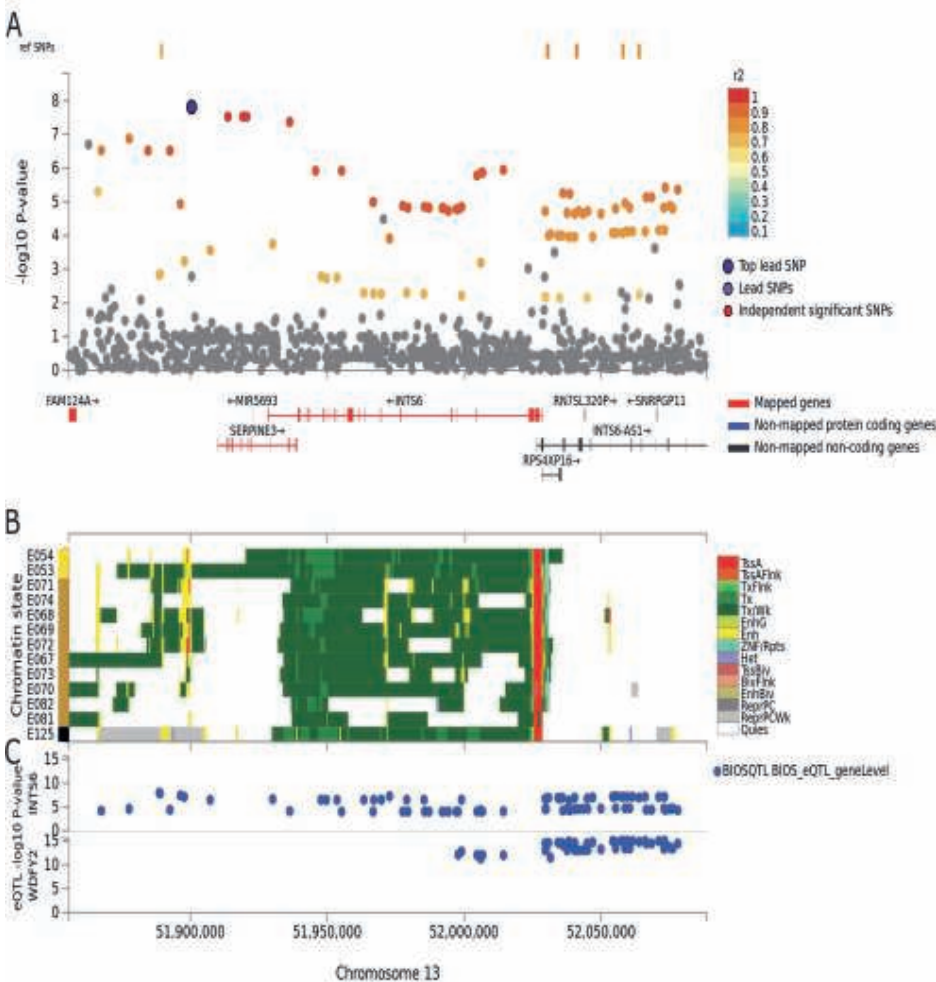 A
ref SNPs
8
7
6
5
4
3
2
1
0
-log10 P-value
r2
1
0.9
0.8
0.7
0.6
0.5
0.4
0.3
0.2
0.1
Top lead SNP
Lead SNPs
Independent significant SNPs
FAM124A→
←MIR5693
←INTS6
RNTSL320P→
←SNRPGP11
SERPINE3→
INTS6-AS1→
RPS4XP16→
Mapped genes
Non-mapped protein coding genes
Non-mapped non-coding genes
B
Chromatin state
E054
E053
E071
E074
E068
E069
E072
E067
E073
E070
E082
E081
E125
TssA
TssAFlnk
TxFlnk
Tx
TxWk
EnhG
Enh
ZNF/Rpts
Het
TssBiv
BivFlnk
EnhBiv
ReprPC
ReprPCWk
Quies
C
eQTL -log10 P-value
INTS6
WDFY2
15
10
5
0
15
10
5
0
BIOSQTL BIOS_eQTL_geneLevel
51,900,000
51,950,000
52,000,000
52,050,000
Chromosome 13